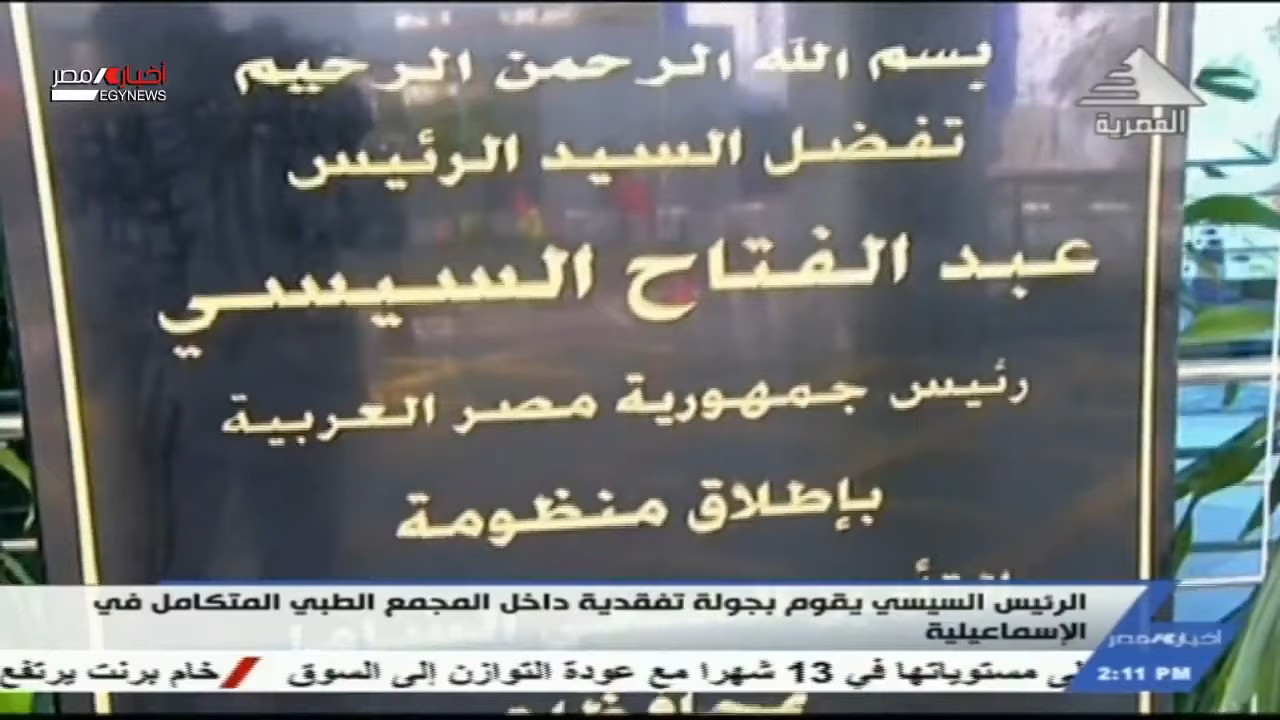 أخبار مصر
EGYNEWS
المصرية
بسم الله الرحمن الرحيم
تفضل السيد الرئيس
عبد الفتاح السيسي
رئيس جمهورية مصر العربية
بإطلاق منظومة
الرئيس السيسي يقوم بجولة تفقدية داخل المجمع الطبي المتكامل في
الإسماعيلية
أخبار مصر
مستوياتها في 13 شهرا مع عودة التوازن إلى السوق
خام برنت يرتفع
2:11 PM